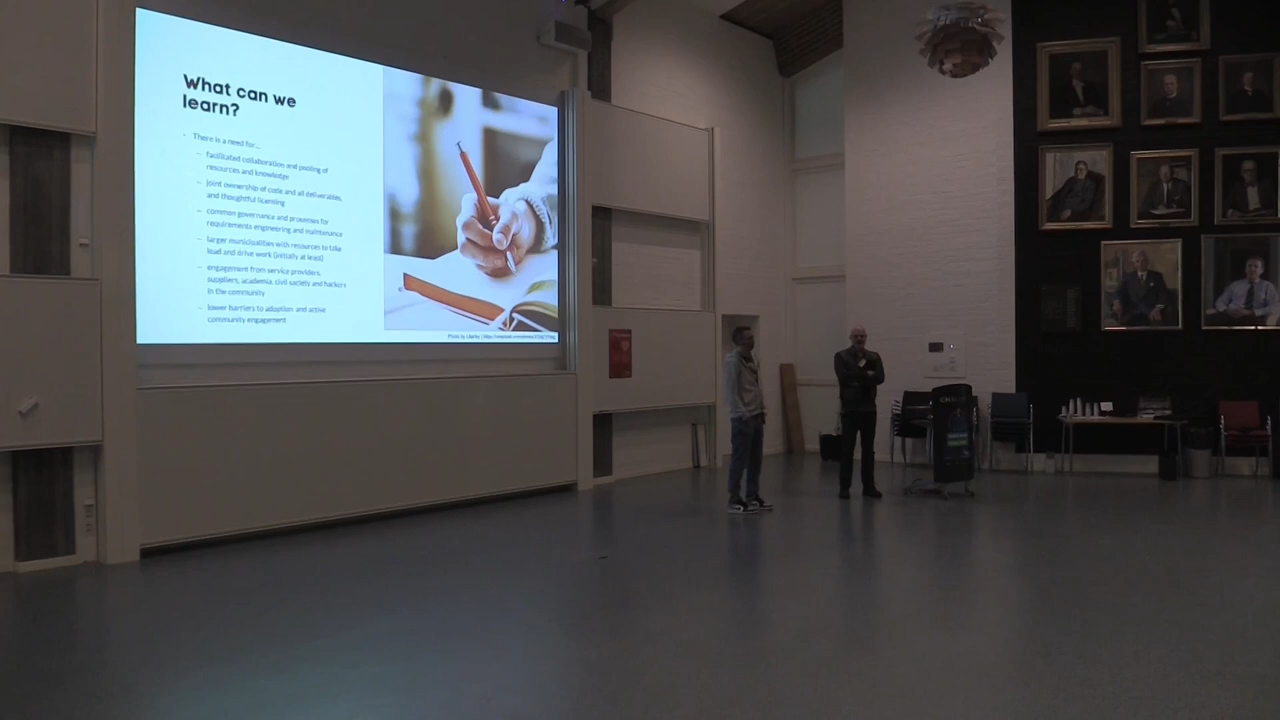 What can we
learn?
There is a need for...
– facilitated collaboration and pooling of
resources and knowledge
– joint ownership of code and all deliverables,
and thoughtful licensing
– common governance and processes for
requirements engineering and maintenance
– larger municipalities with resources to take
lead and drive work (initially at least)
– engagement from service providers,
suppliers, academia, civil society and hackers
in the community
– lower barriers to adoption and active
community engagement
Photo by